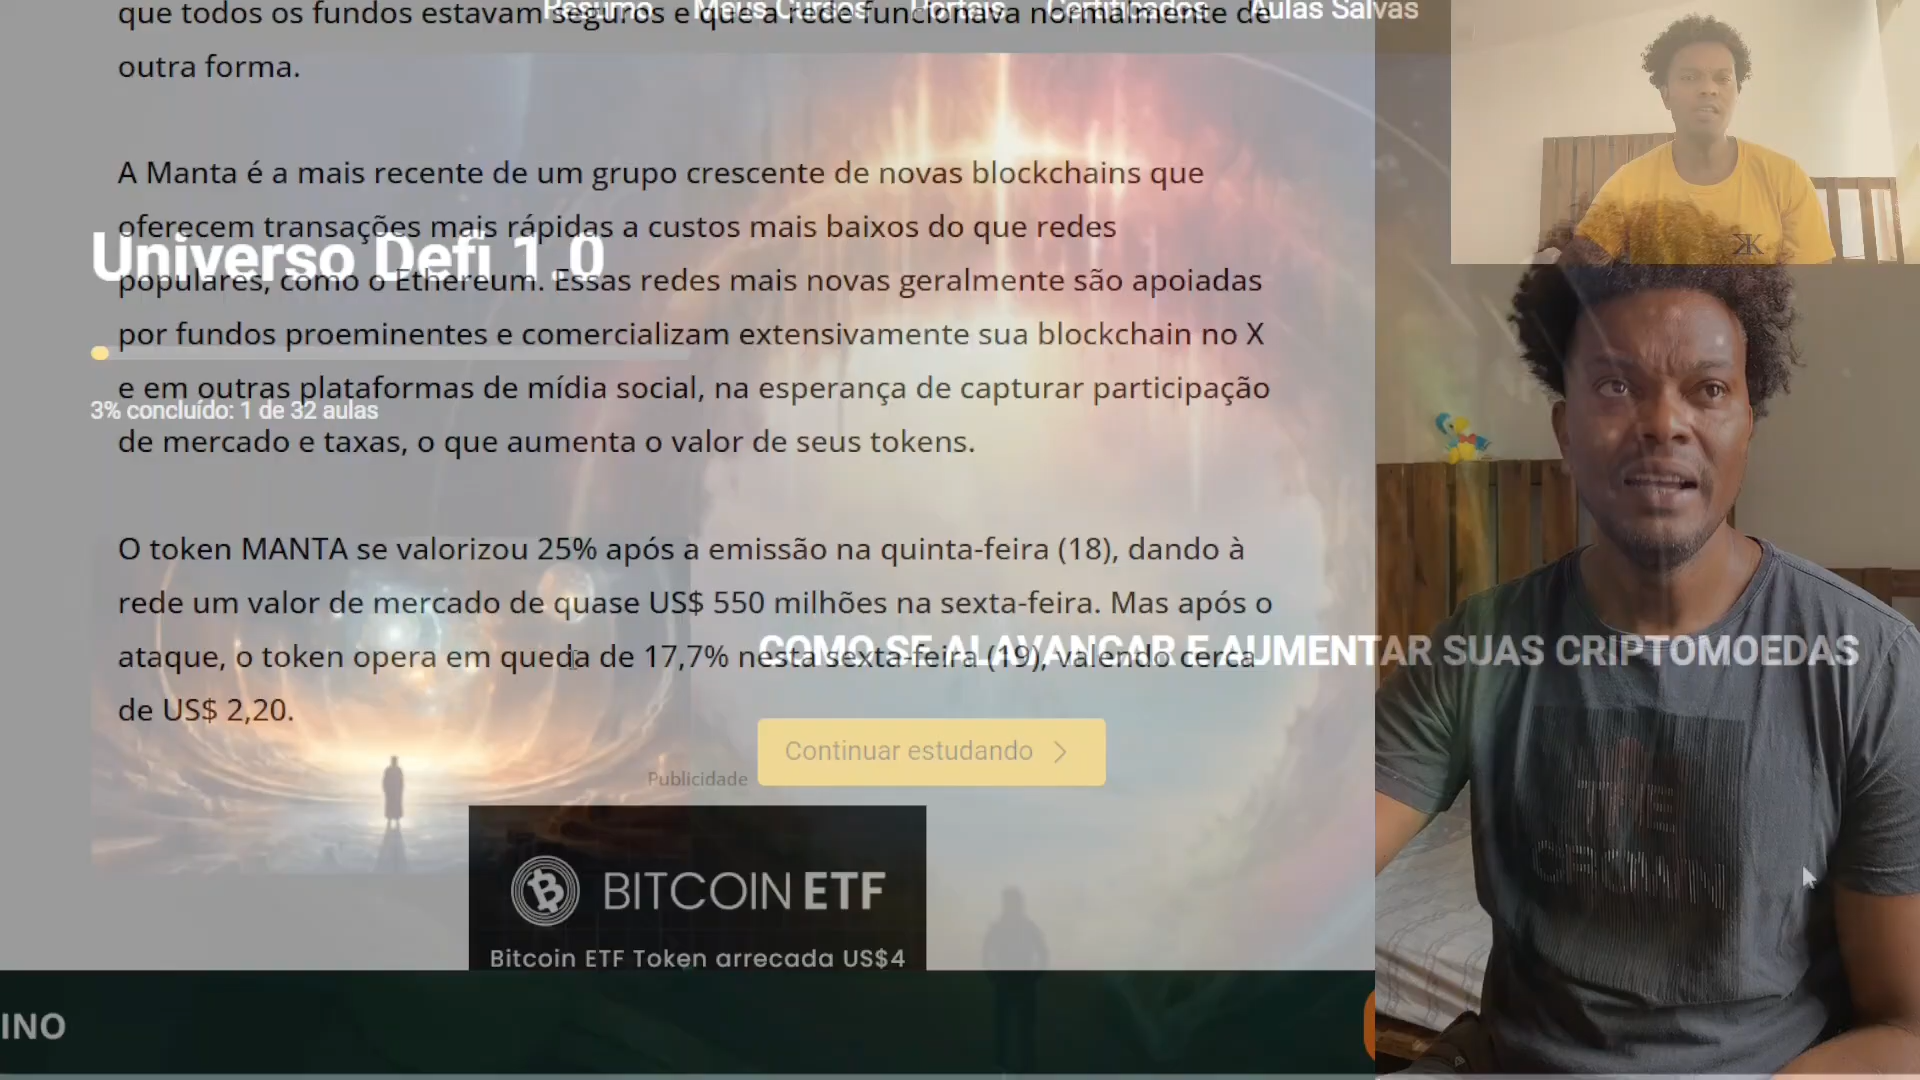 que todos os fundos estavam seguros e que a rede funcionava normalmente de
Resumo Meus Cursos Portais Certificados Aulas Salvas
outra forma.
A Manta é a mais recente de um grupo crescente de novas blockchains que
oferecem transações mais rápidas a custos mais baixos do que redes
Universo Defi 1.0
populares, como o Ethereum. Essas redes mais novas geralmente são apoiadas
por fundos proeminentes e comercializam extensivamente sua blockchain no X
e em outras plataformas de mídia social, na esperança de capturar participação
3% concluído: 1 de 32 aulas
de mercado e taxas, o que aumenta o valor de seus tokens.
O token MANTA se valorizou 25% após a emissão na quinta-feira (18), dando à
rede um valor de mercado de quase US$ 550 milhões na sexta-feira. Mas após o
ataque, o token opera em queda de 17,7% nesta sexta-feira (19), valendo cerca
COMO SE ALAVANCAR E AUMENTAR SUAS CRIPTOMOEDAS
de US$ 2,20.
Continuar estudando
Publicidade
BITCOIN ETF
Bitcoin ETF Token arrecada US$4
INO
THE
CROWN